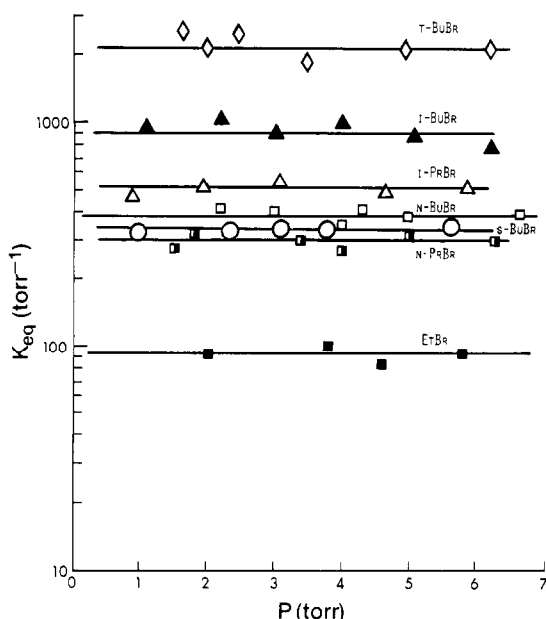 T-BUBR
1000
I-BUBR
I-PRBR
N-BUBR
S-BUBR
N-PRBR
Keq (torr⁻¹)
100
ETBR
10
1 2 3 4 5 6 7
P (torr)